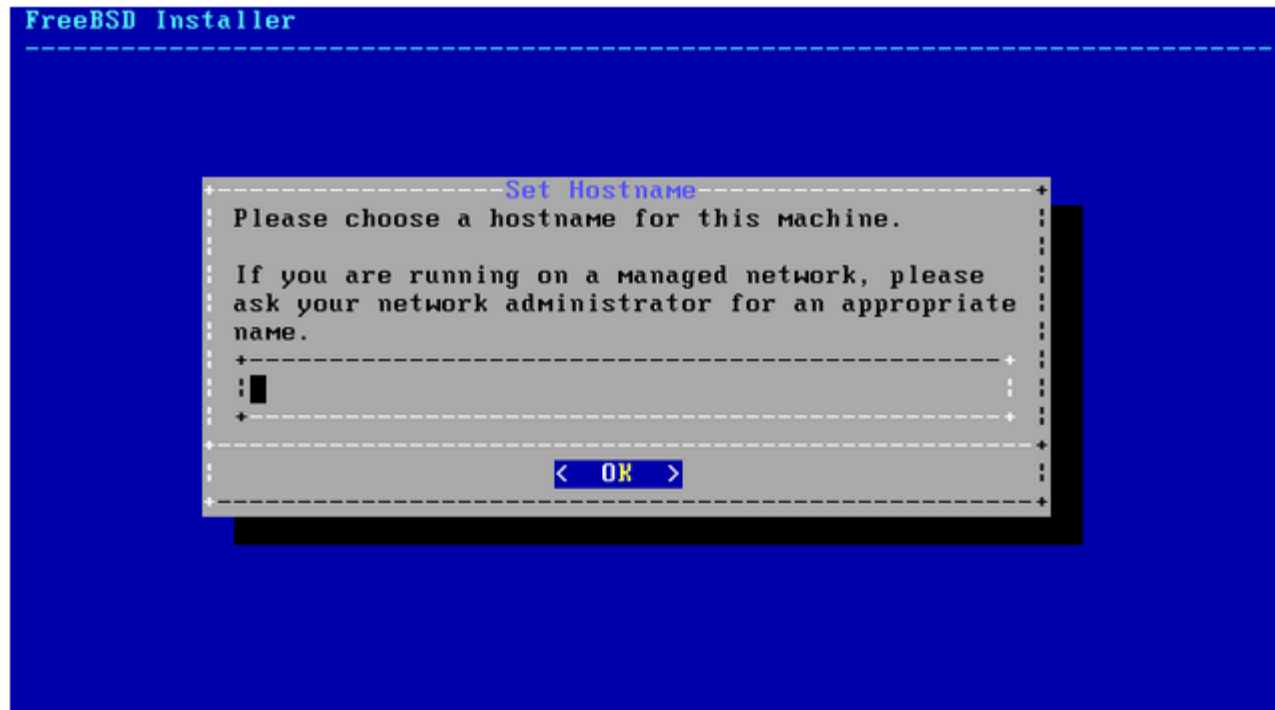 FreeBSD Installer
Set Hostname
Please choose a hostname for this machine.
If you are running on a managed network, please
ask your network administrator for an appropriate
name.
< OK >